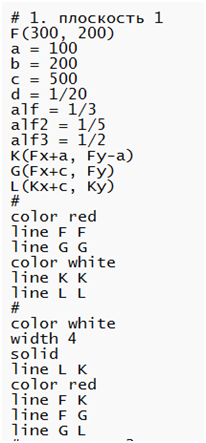 # 1. плоскость 1
F(300, 200)
a = 100
b = 200
c = 500
d = 1/20
alf = 1/3
alf2 = 1/5
alf3 = 1/2
K(Fx+a, Fy-a)
G(Fx+c, Fy)
L(Kx+c, Ky)
#
color red
line F F
line G G
color white
line K K
line L L
#
color white
width 4
solid
line L K
color red
line F K
line F G
line G L